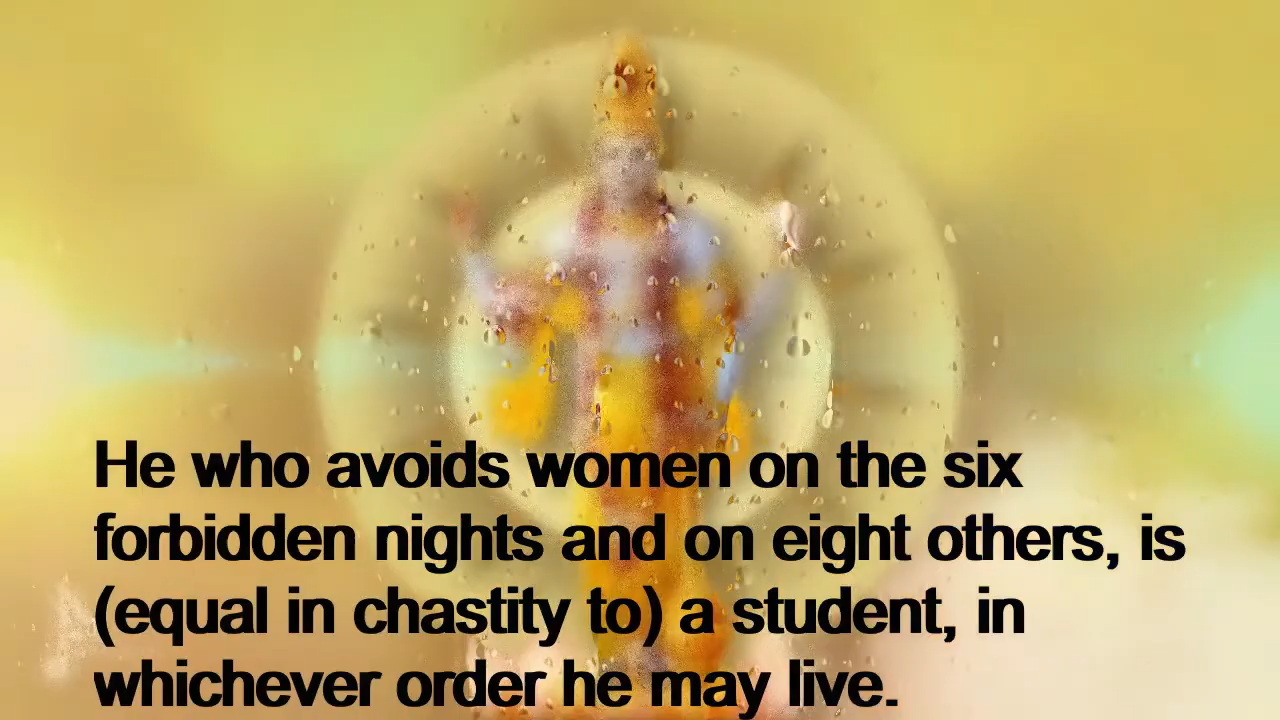 He who avoids women on the six
forbidden nights and on eight others, is
(equal in chastity to) a student, in
whichever order he may live.